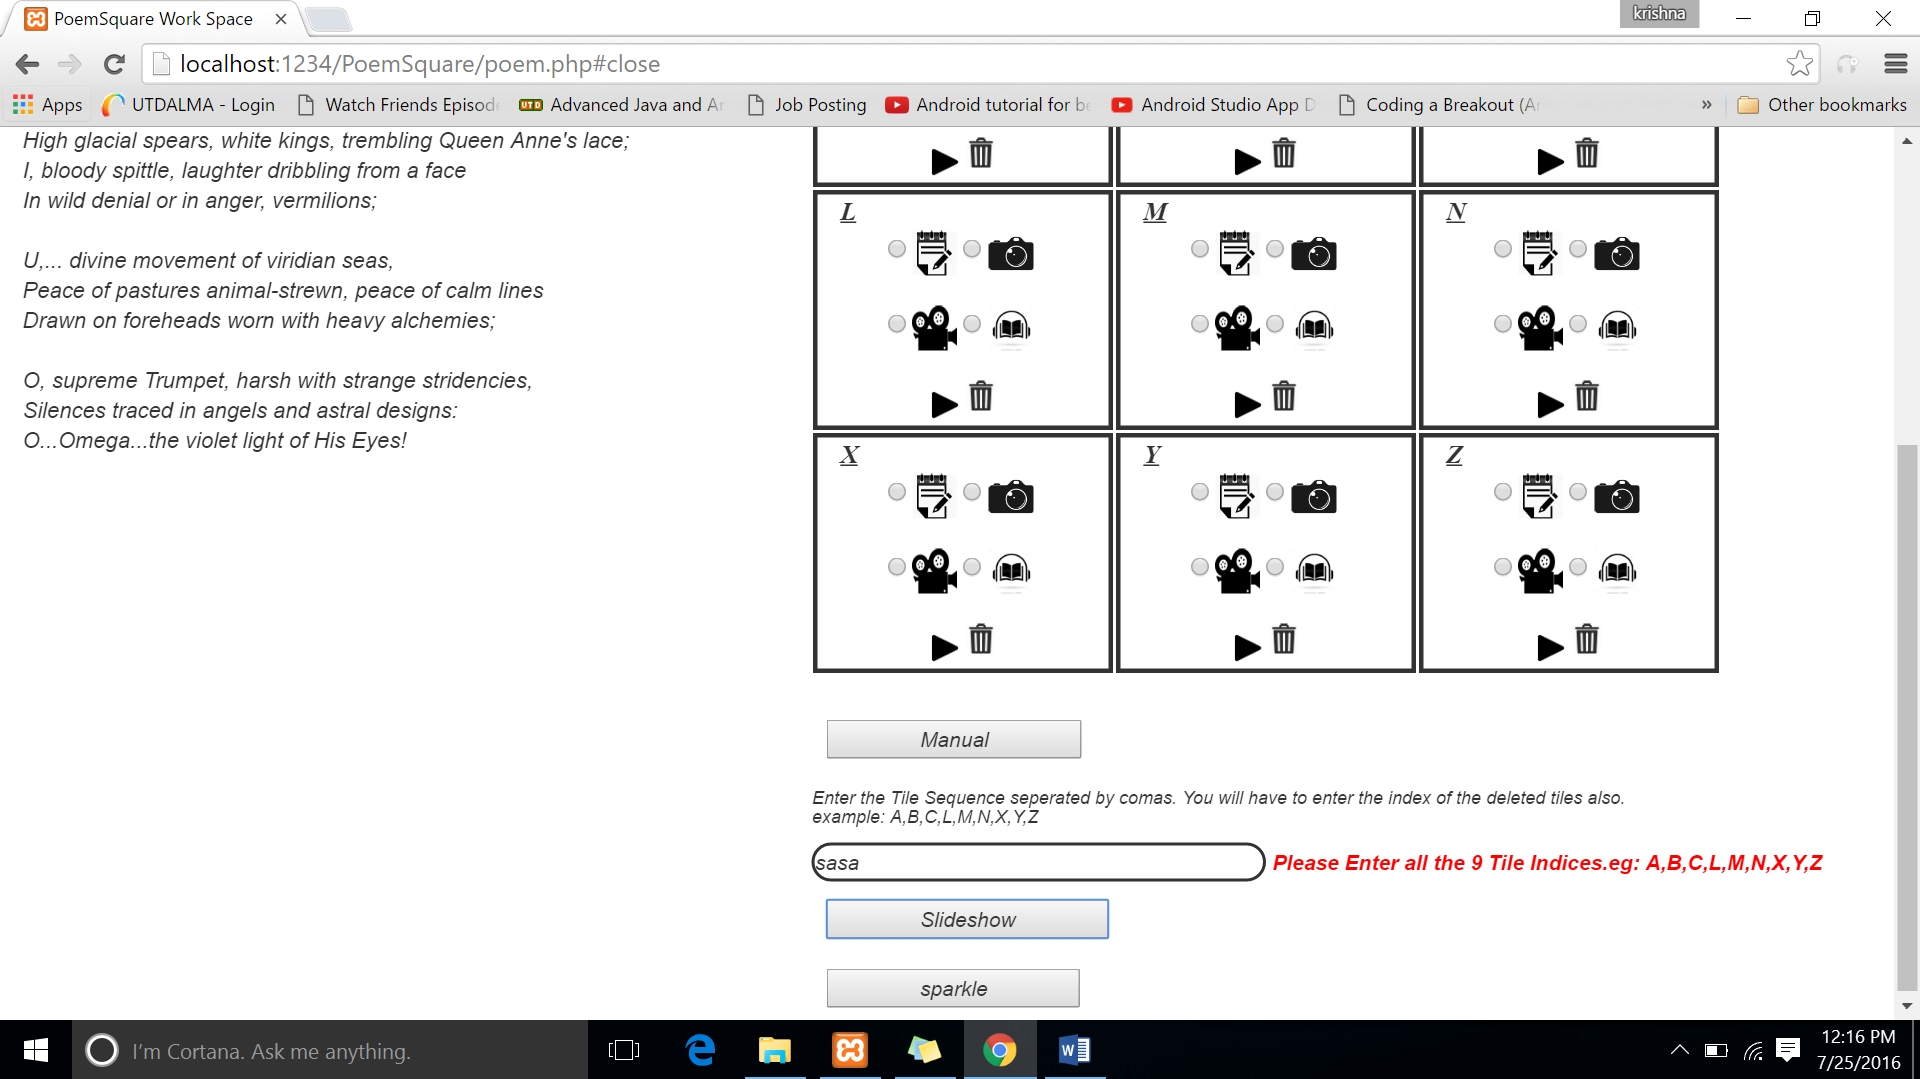 PoemSquare Work Space
krishna
localhost:1234/PoemSquare/poem.php#close
Apps UTDALMA - Login Watch Friends Episod UTD Advanced Java and Ar Job Posting Android tutorial for be Android Studio App D Coding a Breakout (A » Other bookmarks
High glacial spears, white kings, trembling Queen Anne's lace;
I, bloody spittle, laughter dribbling from a face
In wild denial or in anger, vermilions;
U,... divine movement of viridian seas,
Peace of pastures animal-strewn, peace of calm lines
Drawn on foreheads worn with heavy alchemies;
O, supreme Trumpet, harsh with strange stridencies,
Silences traced in angels and astral designs:
O...Omega...the violet light of His Eyes!
L M N
X Y Z
Manual
Enter the Tile Sequence seperated by comas. You will have to enter the index of the deleted tiles also.
example: A,B,C,L,M,N,X,Y,Z
sasa Please Enter all the 9 Tile Indices.eg: A,B,C,L,M,N,X,Y,Z
Slideshow
sparkle
I'm Cortana. Ask me anything.
12:16 PM
7/25/2016